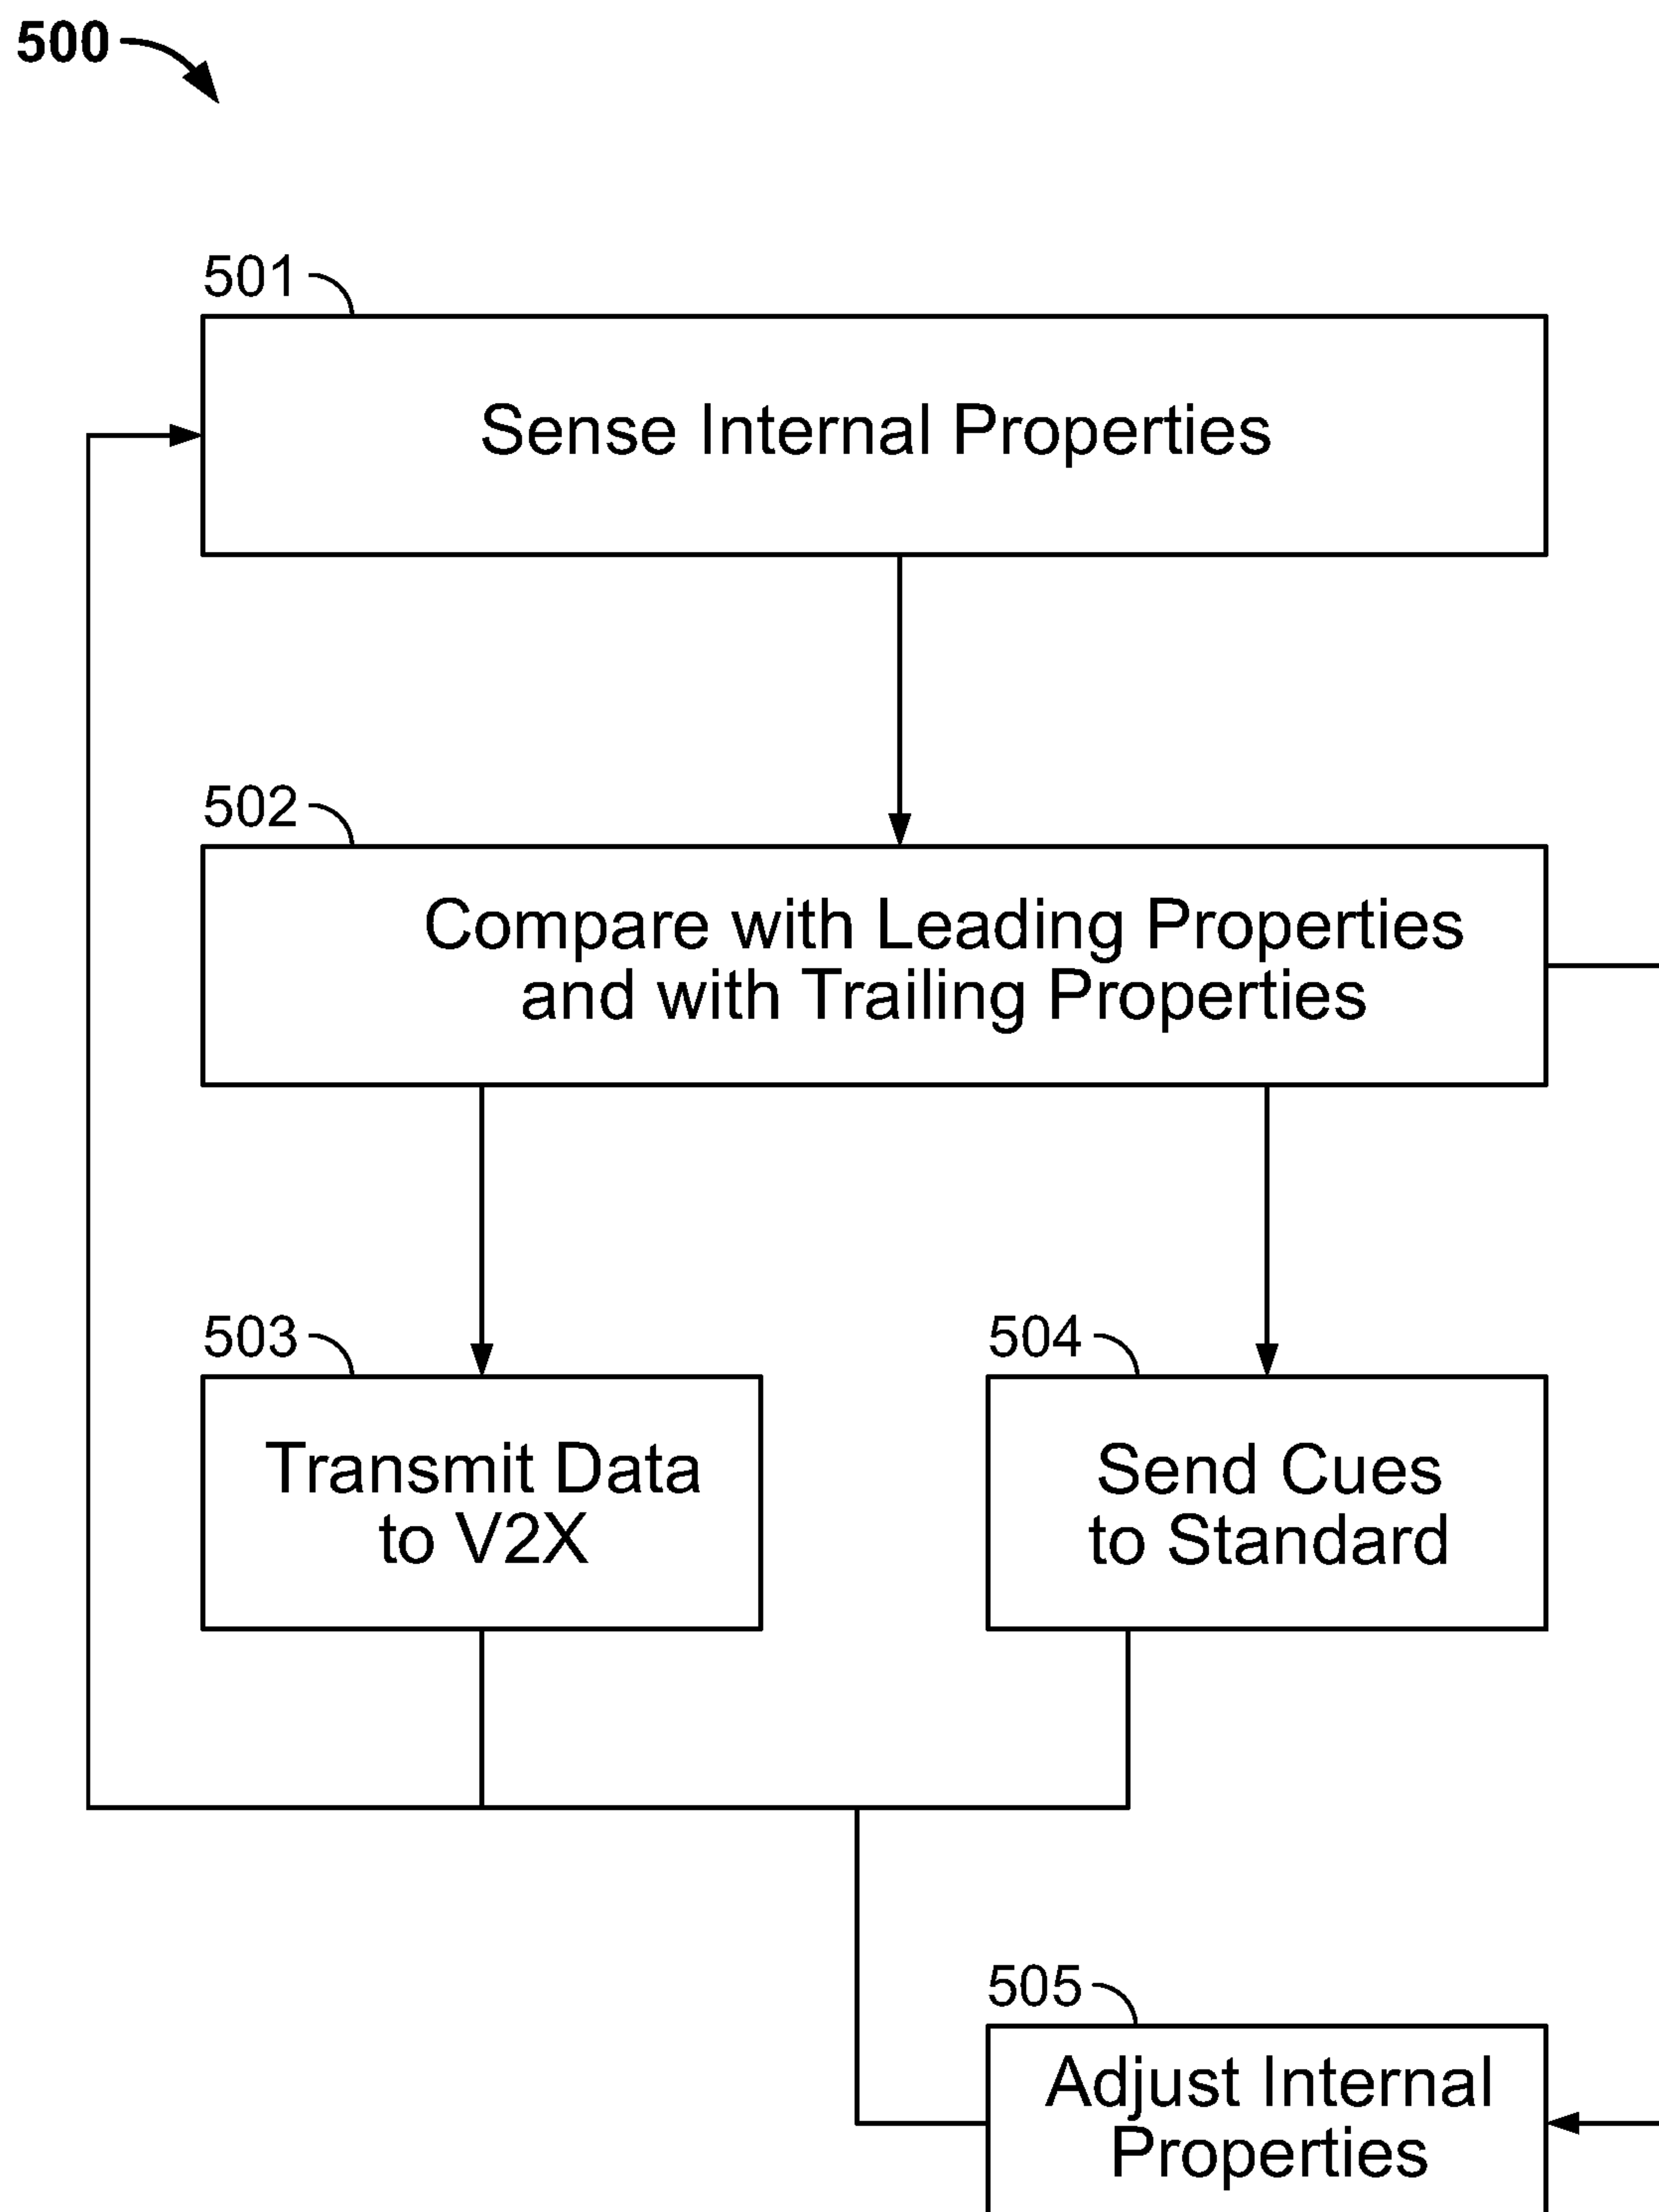 500
501
Sense Internal Properties
502
Compare with Leading Properties
and with Trailing Properties
503
Transmit Data
to V2X
504
Send Cues
to Standard
505
Adjust Internal
Properties